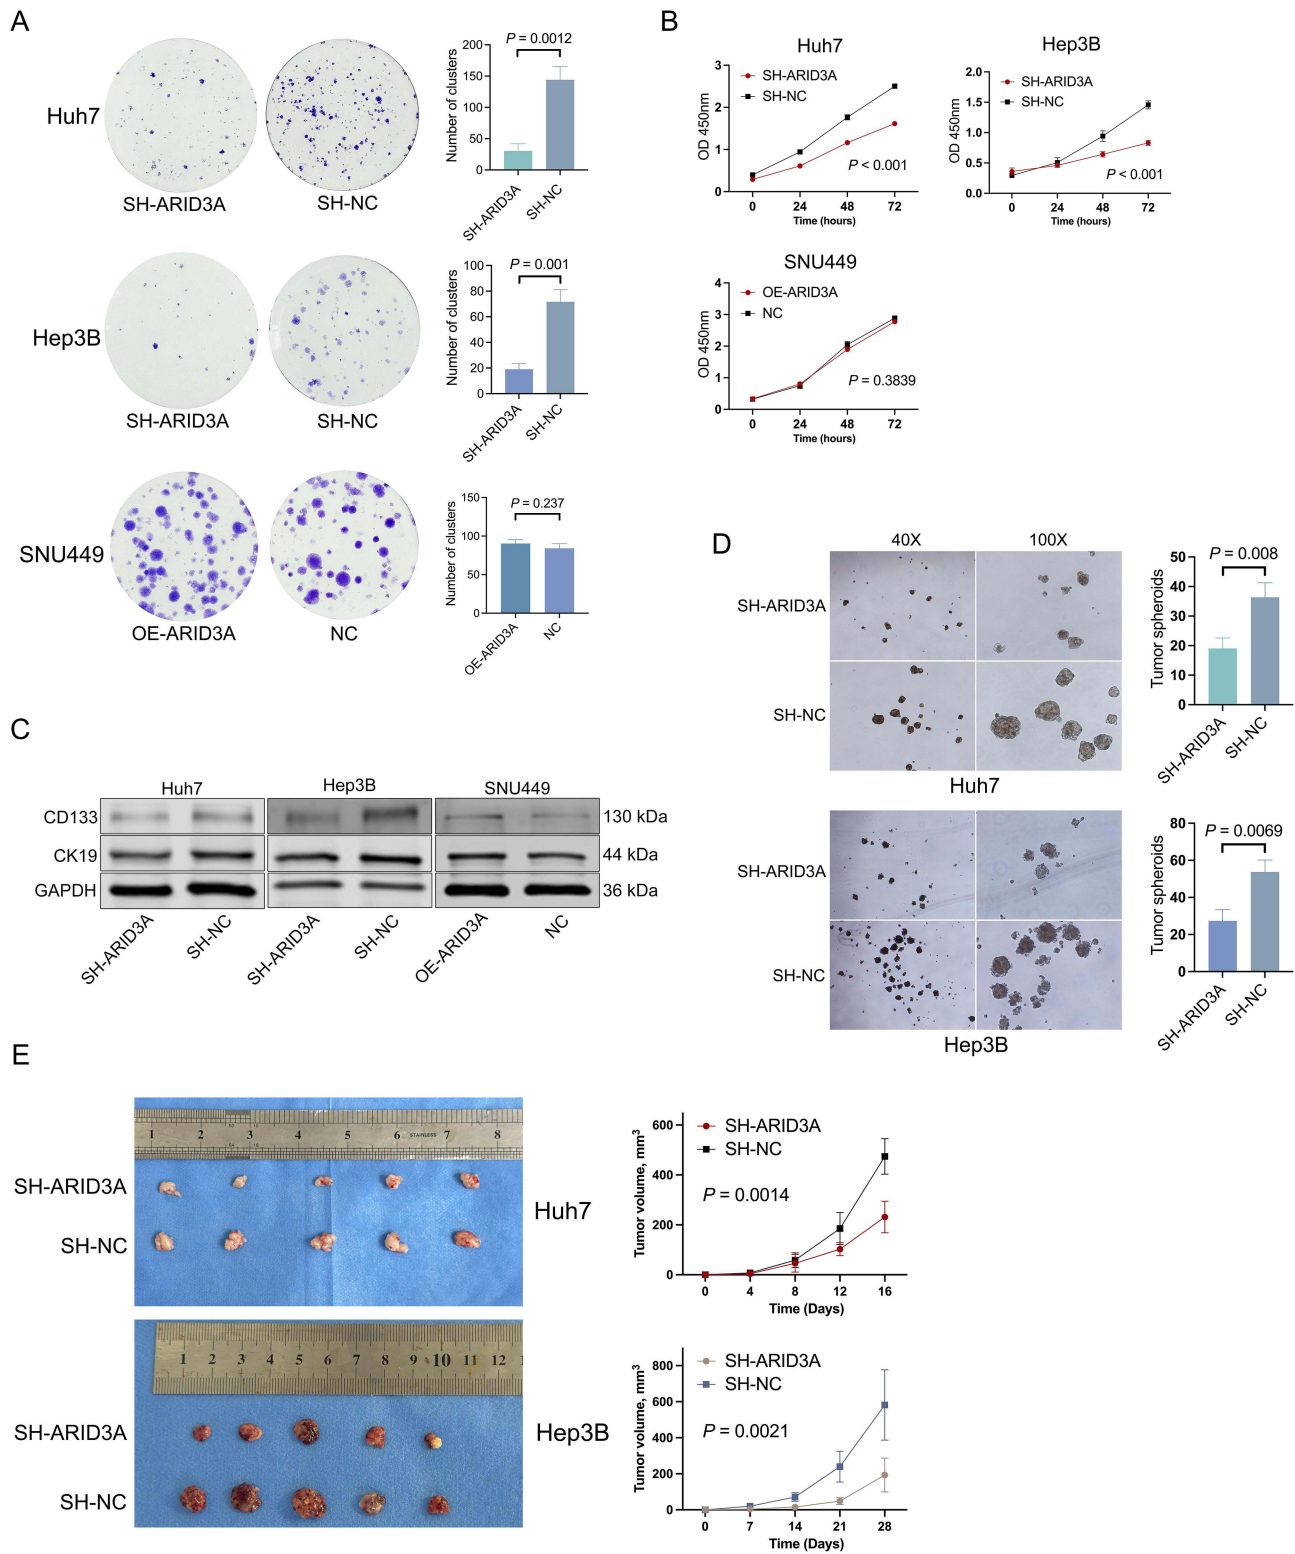 A
Huh7
SH-ARID3A
SH-NC
P = 0.0012
Number of clusters
200
150
100
50
0
SH-ARID3A
SH-NC
Hep3B
SH-ARID3A
SH-NC
P = 0.001
Number of clusters
100
80
60
40
20
0
SH-ARID3A
SH-NC
SNU449
OE-ARID3A
NC
P = 0.237
Number of clusters
150
100
50
0
OE-ARID3A
NC
B
Huh7
SH-ARID3A
SH-NC
OD 450nm
3
2
1
0
P < 0.001
0 24 48 72
Time (hours)
Hep3B
SH-ARID3A
SH-NC
OD 450nm
2.0
1.5
1.0
0.5
0.0
P < 0.001
0 24 48 72
Time (hours)
SNU449
OE-ARID3A
NC
OD 450nm
4
3
2
1
0
P = 0.3839
0 24 48 72
Time (hours)
C
Huh7 Hep3B SNU449
CD133 130 kDa
CK19 44 kDa
GAPDH 36 kDa
SH-ARID3A SH-NC SH-ARID3A SH-NC OE-ARID3A NC
D
40X 100X
SH-ARID3A
SH-NC
Huh7
P = 0.008
Tumor spheroids
50
40
30
20
10
0
SH-ARID3A
SH-NC
SH-ARID3A
SH-NC
Hep3B
P = 0.0069
Tumor spheroids
80
60
40
20
0
SH-ARID3A
SH-NC
E
1 2 3 4 5 6 STAINLESS 7 8
SH-ARID3A
SH-NC
Huh7
SH-ARID3A
SH-NC
P = 0.0014
Tumor volume, mm³
600
400
200
0
0 4 8 12 16
Time (Days)
1 2 3 4 5 6 7 8 9 10 11 12
SH-ARID3A
SH-NC
Hep3B
SH-ARID3A
SH-NC
P = 0.0021
Tumor volume, mm³
800
600
400
200
0
0 7 14 21 28
Time (Days)